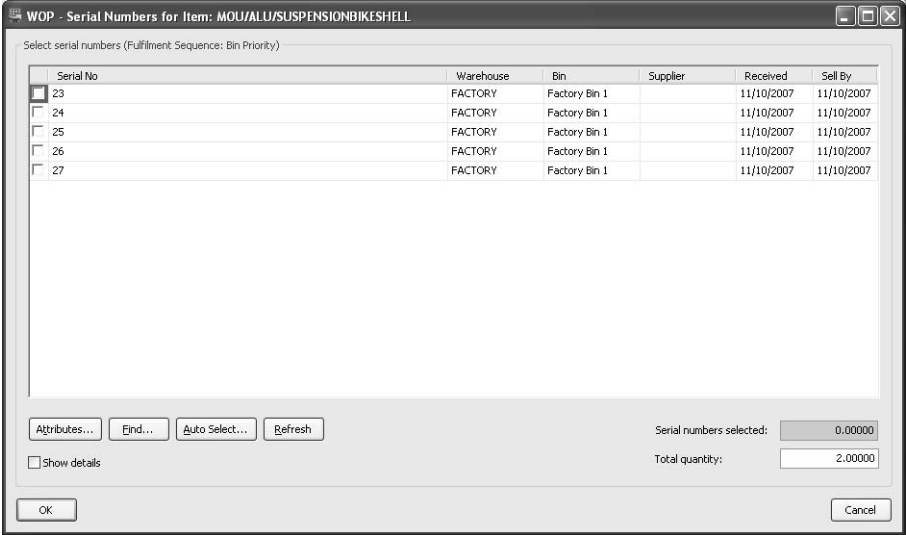 WOP - Serial Numbers for Item: MOU/ALU/SUSPENSIONBIKESHELL
Select serial numbers (Fulfilment Sequence: Bin Priority)
Serial No Warehouse Bin Supplier Received Sell By
23 FACTORY Factory Bin 1 11/10/2007 11/10/2007
24 FACTORY Factory Bin 1 11/10/2007 11/10/2007
25 FACTORY Factory Bin 1 11/10/2007 11/10/2007
26 FACTORY Factory Bin 1 11/10/2007 11/10/2007
27 FACTORY Factory Bin 1 11/10/2007 11/10/2007
Attributes... Find... Auto Select... Refresh Serial numbers selected: 0.00000
Show details Total quantity: 2.00000
OK Cancel